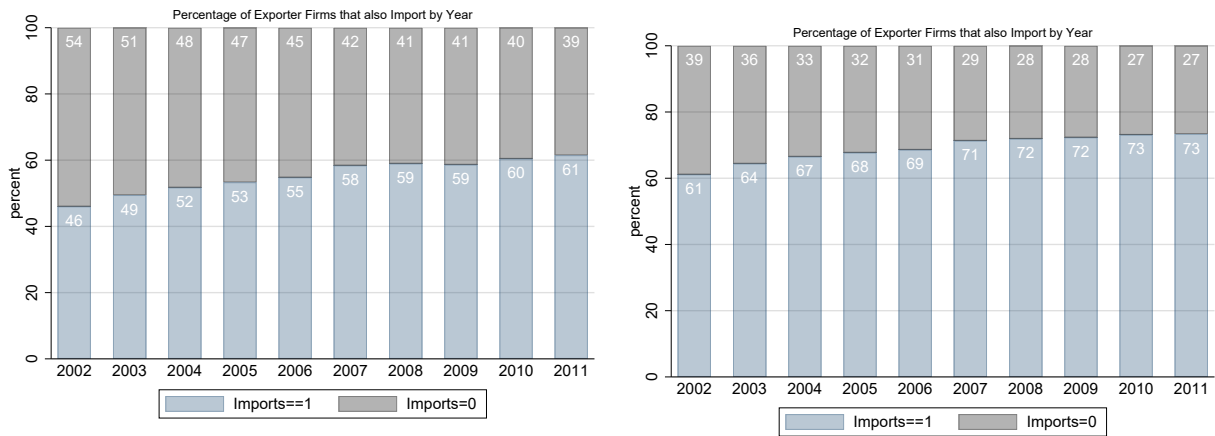 Percentage of Exporter Firms that also Import by Year
percent
100
80
60
40
20
0
54 51 48 47 45 42 41 41 40 39
46 49 52 53 55 58 59 59 60 61
2002 2003 2004 2005 2006 2007 2008 2009 2010 2011
Imports==1 Imports=0
Percentage of Exporter Firms that also Import by Year
percent
100
80
60
40
20
0
39 36 33 32 31 29 28 28 27 27
61 64 67 68 69 71 72 72 73 73
2002 2003 2004 2005 2006 2007 2008 2009 2010 2011
Imports==1 Imports=0